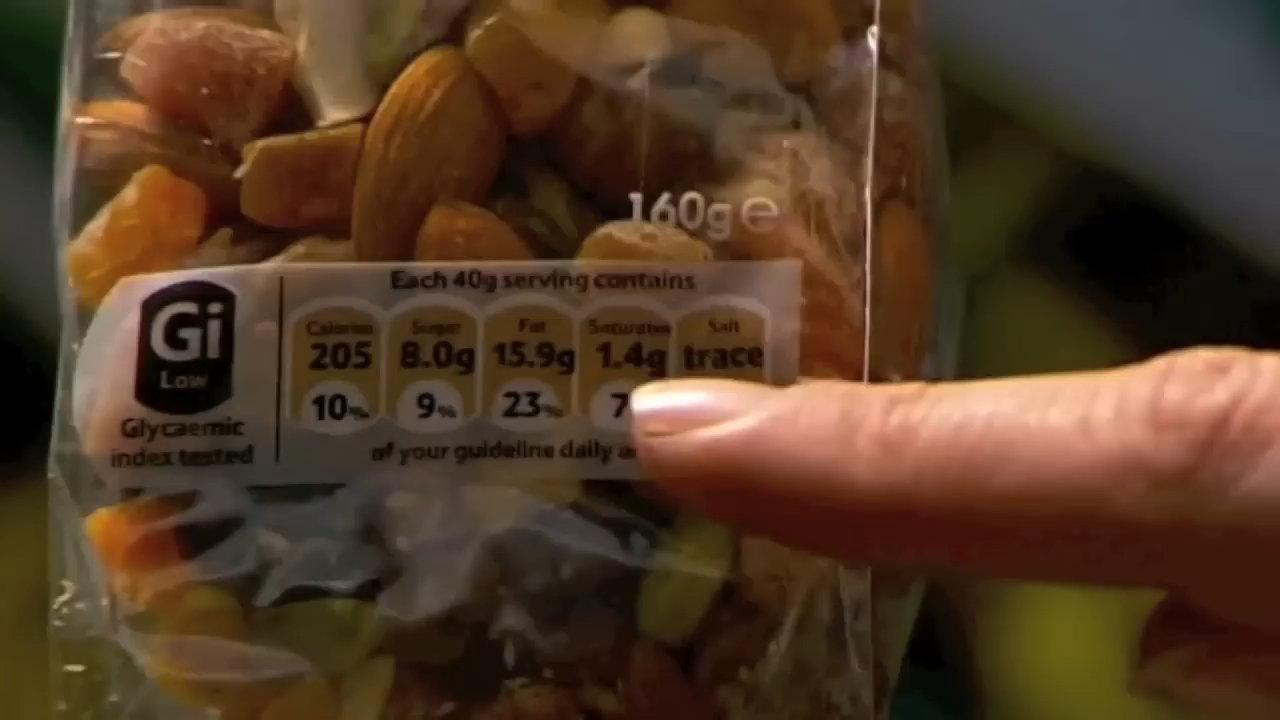 160g e
Each 40g serving contains
Gi
Low
Glycaemic
index tested
Calories Sugar Fat Saturates Salt
205 8.0g 15.9g 1.4g trace
10% 9% 23% 7
of your guideline daily